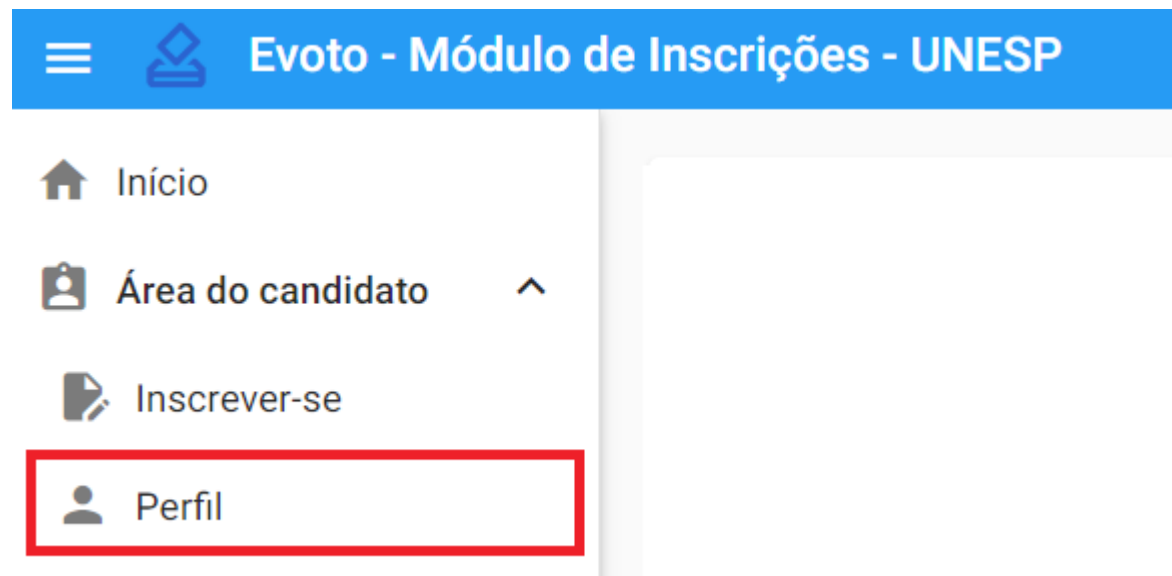 Evoto - Módulo de Inscrições - UNESP
Início
Área do candidato
Inscrever-se
Perfil